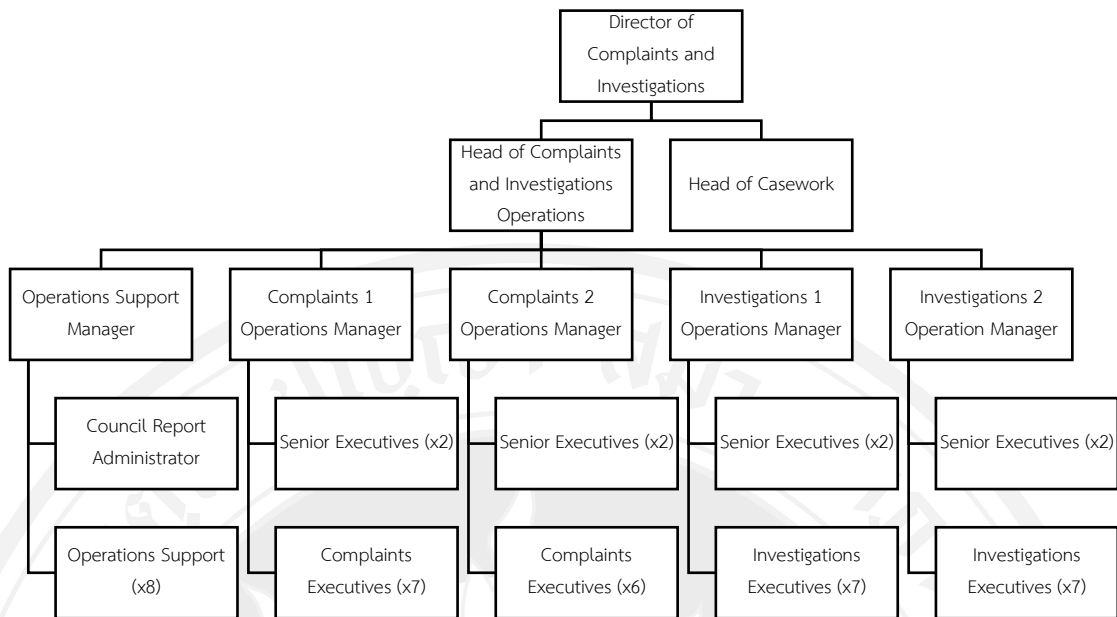 Director of
Complaints and
Investigations
Head of Complaints
and Investigations
Operations
Head of Casework
Operations Support
Manager
Complaints 1
Operations Manager
Complaints 2
Operations Manager
Investigations 1
Operations Manager
Investigations 2
Operation Manager
Council Report
Administrator
Senior Executives (x2)
Senior Executives (x2)
Senior Executives (x2)
Senior Executives (x2)
Operations Support
(x8)
Complaints
Executives (x7)
Complaints
Executives (x6)
Investigations
Executives (x7)
Investigations
Executives (x7)